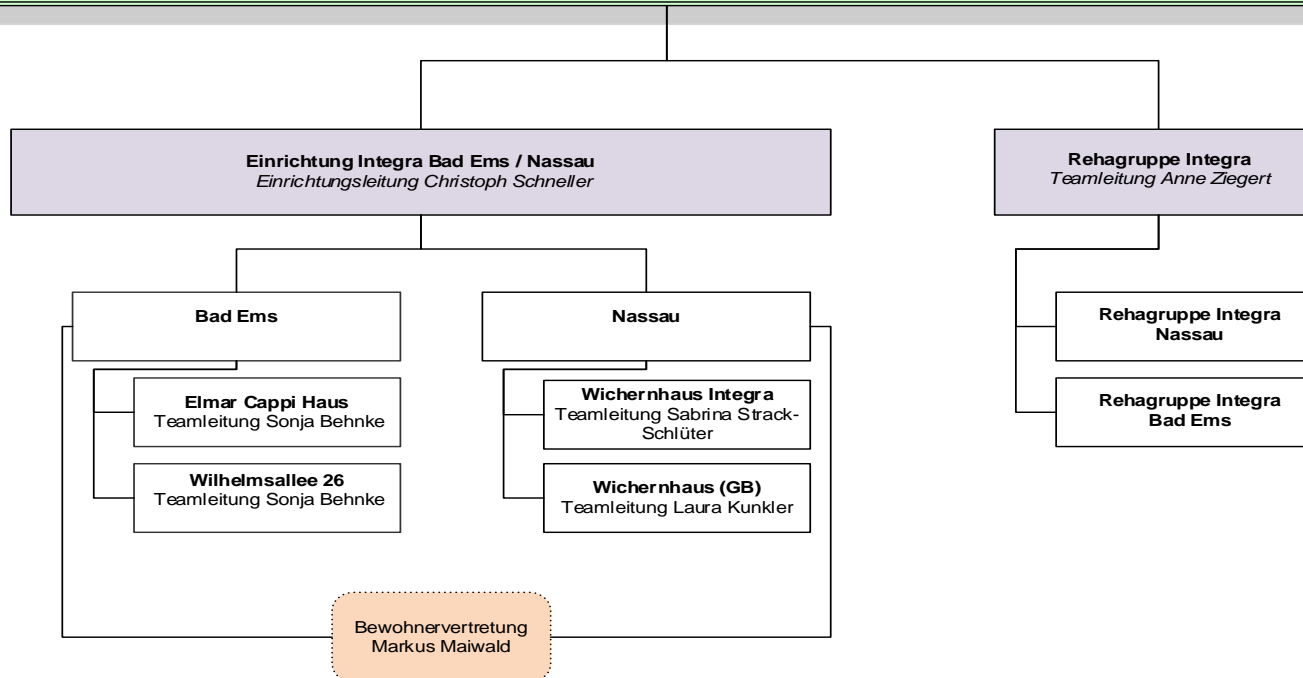 Einrichtung Integra Bad Ems / Nassau
Einrichtungsleitung Christoph Schneller
Rehagruppe Integra
Teamleitung Anne Ziegert
Bad Ems
Nassau
Elmar Cappi Haus
Teamleitung Sonja Behnke
Wilhelmsallee 26
Teamleitung Sonja Behnke
Wichernhaus Integra
Teamleitung Sabrina Strack-
Schlüter
Wichernhaus (GB)
Teamleitung Laura Kunkler
Rehagruppe Integra
Nassau
Rehagruppe Integra
Bad Ems
Bewohnervertretung
Markus Maiwald